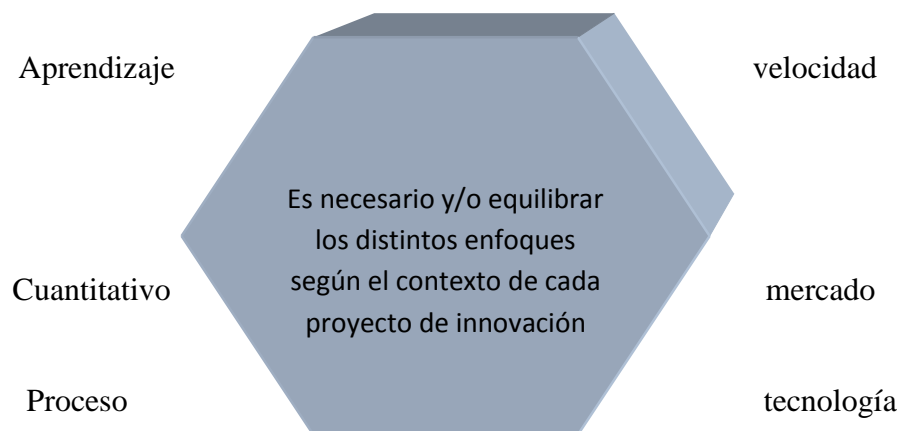 Aprendizaje
velocidad
Es necesario y/o equilibrar
los distintos enfoques
según el contexto de cada
proyecto de innovación
Cuantitativo
mercado
Proceso
tecnología